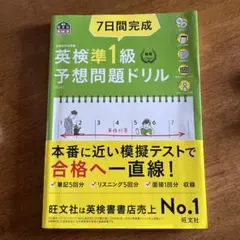 7日間完成
英検準1級
予想問題ドリル
本番に近い模擬テストで
合格へ一直線!
筆記5回分
リスニング5回分
面接1回分
収録
旺文社は英検書書店売上 No.1
旺文社